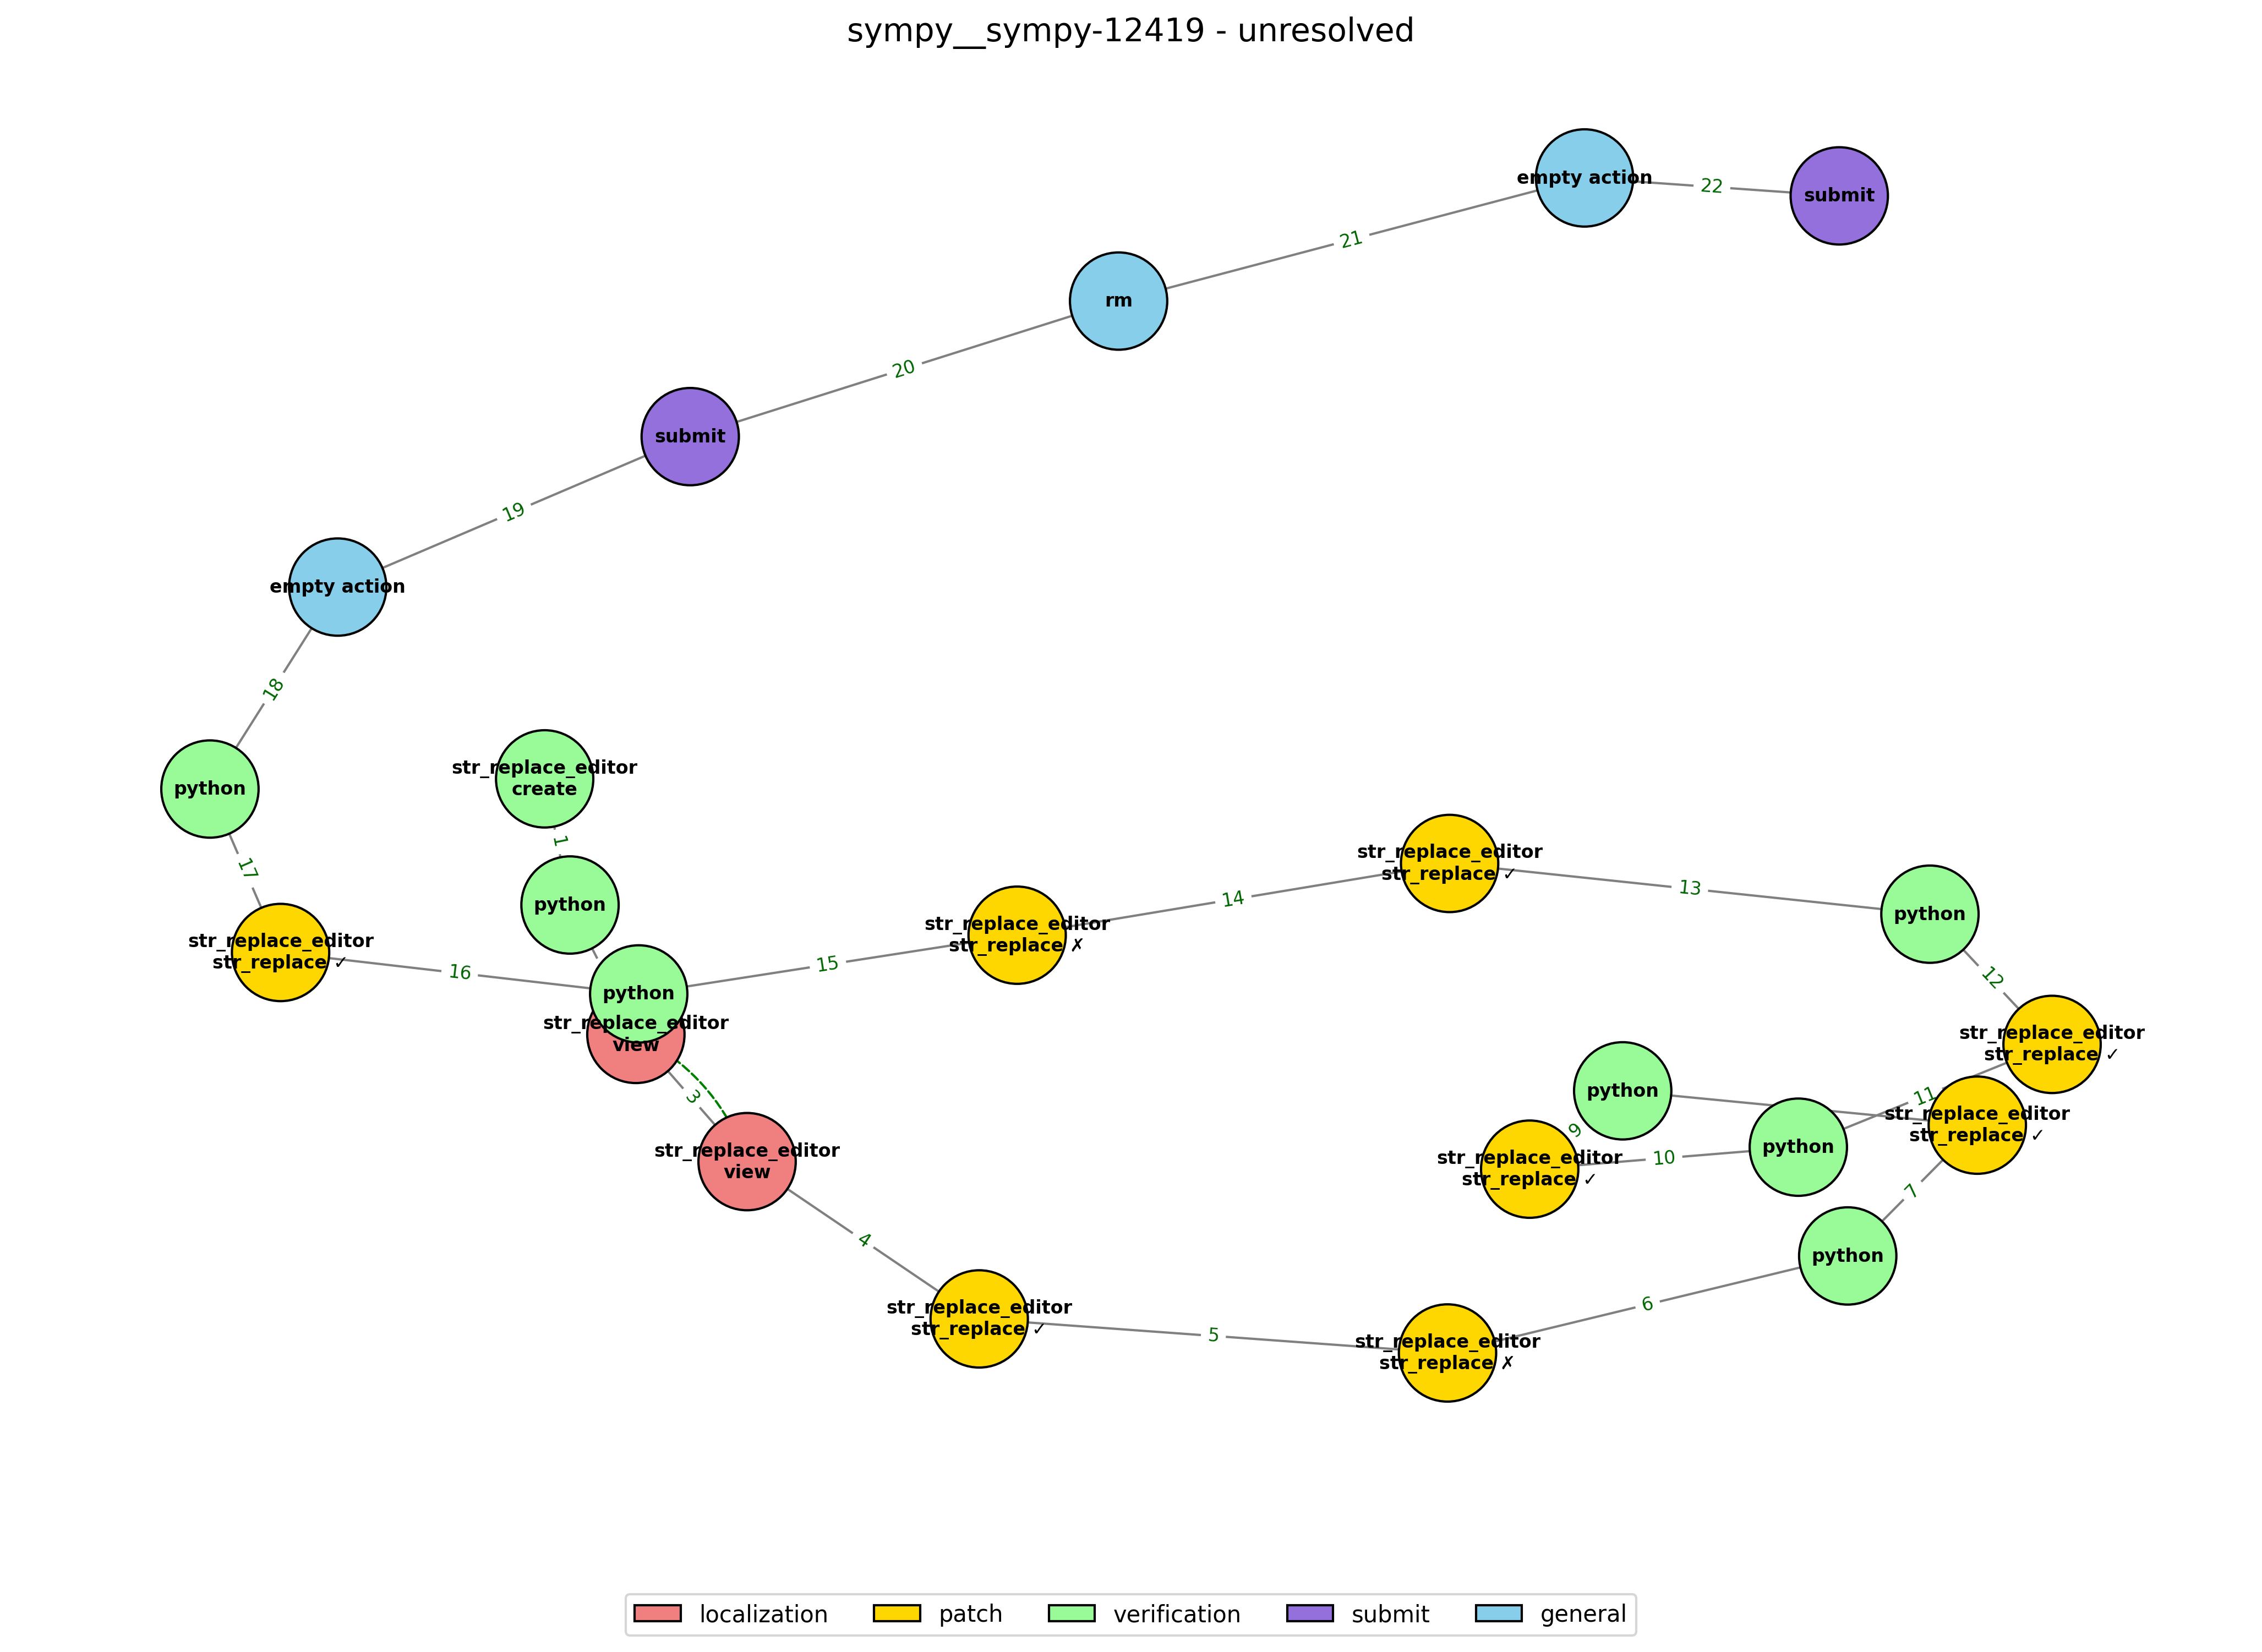 sympy__sympy-12419 - unresolved
empty action
22
submit
21
rm
20
submit
19
empty action
18
python
17
str_replace_editor
create
1
python
python
str_replace_editor
view
3
str_replace_editor
view
str_replace_editor
str_replace ✓
16
15
str_replace_editor
str_replace ✗
14
str_replace_editor
str_replace ✓
13
python
12
str_replace_editor
str_replace ✓
11
python
str_replace_editor
str_replace ✓
9
str_replace_editor
str_replace ✓
10
python
7
python
4
str_replace_editor
str_replace ✓
5
str_replace_editor
str_replace ✗
6
localization
patch
verification
submit
general